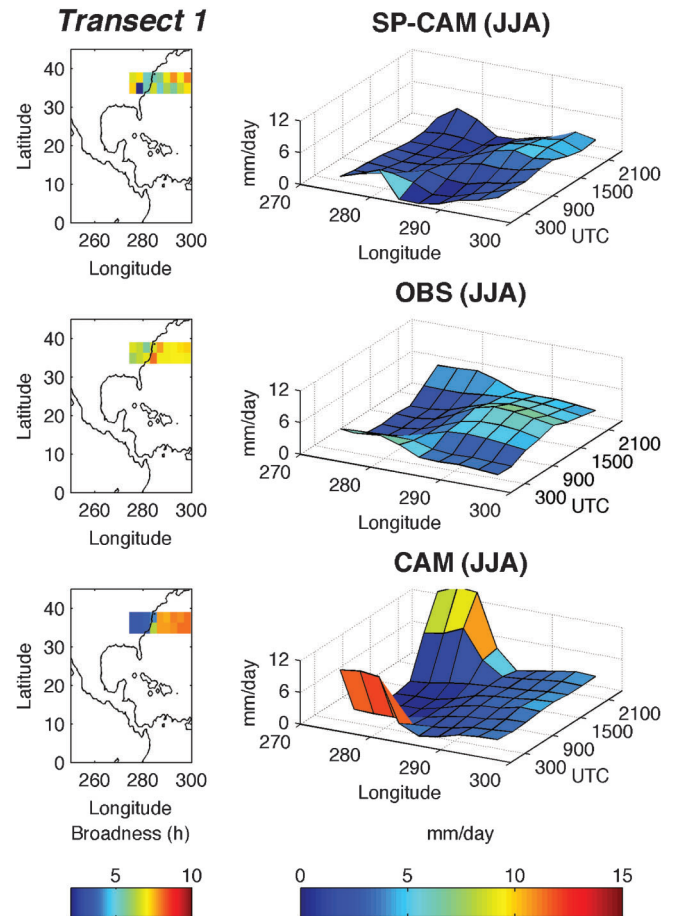 Transect 1
SP-CAM (JJA)
40
30
20
10
0
Latitude
260 280 300
Longitude
12
6
0
mm/day
270
280
290
300
Longitude
300
900
1500
2100
UTC
OBS (JJA)
40
30
20
10
0
Latitude
260 280 300
Longitude
12
6
0
mm/day
270
280
290
300
Longitude
300
900
1500
2100
UTC
CAM (JJA)
40
30
20
10
0
Latitude
260 280 300
Longitude
12
6
0
mm/day
270
280
290
300
Longitude
300
900
1500
2100
UTC
Broadness (h)
5 10
mm/day
0 5 10 15